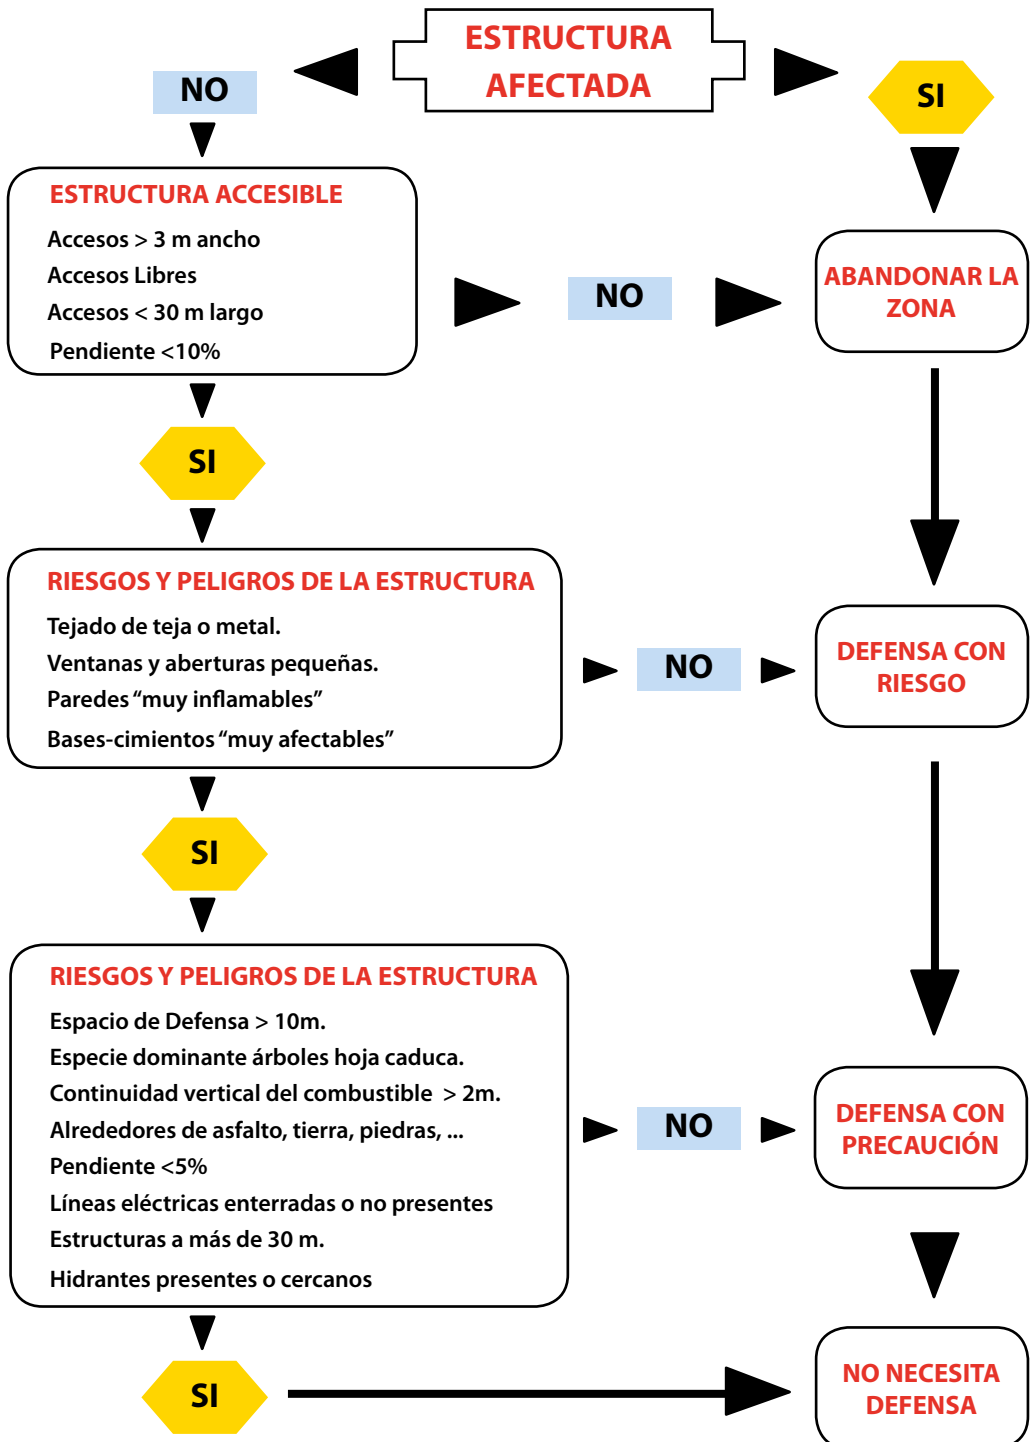 ESTRUCTURA
AFECTADA
NO
SI
ESTRUCTURA ACCESIBLE
Accesos > 3 m ancho
Accesos Libres
Accesos < 30 m largo
Pendiente <10%
NO
ABANDONAR LA
ZONA
SI
RIESGOS Y PELIGROS DE LA ESTRUCTURA
Tejado de teja o metal.
Ventanas y aberturas pequeñas.
Paredes “muy inflamables”
Bases-cimientos “muy afectables”
NO
DEFENSA CON
RIESGO
SI
RIESGOS Y PELIGROS DE LA ESTRUCTURA
Espacio de Defensa > 10m.
Especie dominante árboles hoja caduca.
Continuidad vertical del combustible > 2m.
Alrededores de asfalto, tierra, piedras, ...
Pendiente <5%
Líneas eléctricas enterradas o no presentes
Estructuras a más de 30 m.
Hidrantes presentes o cercanos
NO
DEFENSA CON
PRECAUCIÓN
SI
NO NECESITA
DEFENSA